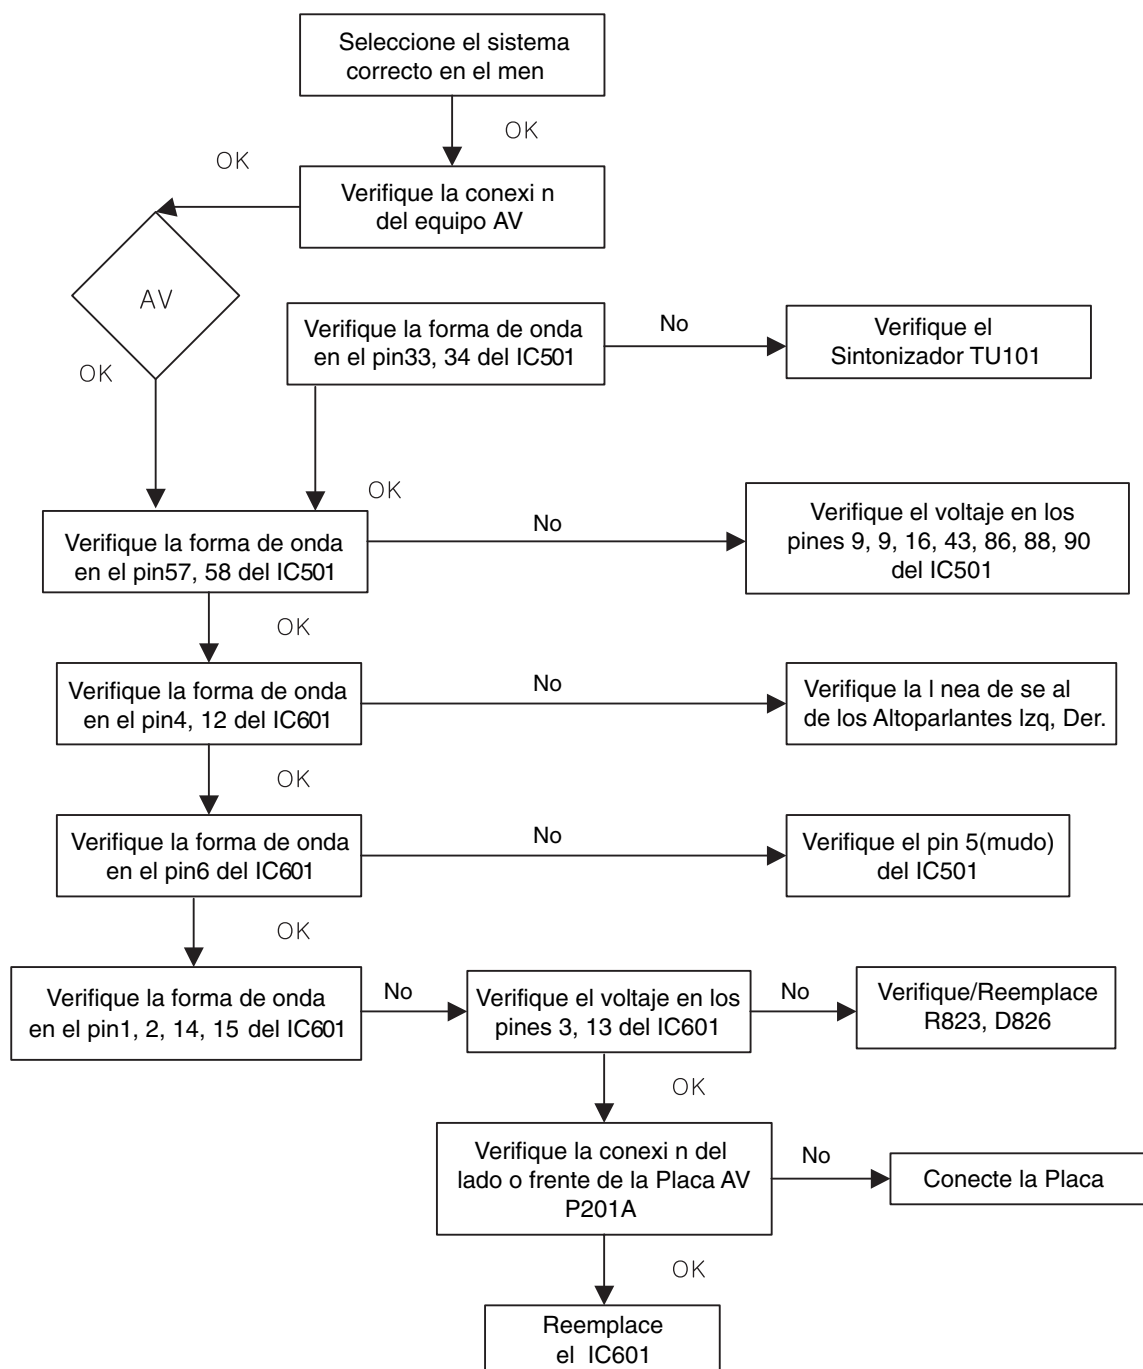 Seleccione el sistema
correcto en el men
OK
OK
Verifique la conexi n
del equipo AV
AV
OK
Verifique la forma de onda
en el pin33, 34 del IC501
No
Verifique el
Sintonizador TU101
OK
Verifique la forma de onda
en el pin57, 58 del IC501
No
Verifique el voltaje en los
pines 9, 9, 16, 43, 86, 88, 90
del IC501
OK
Verifique la forma de onda
en el pin4, 12 del IC601
No
Verifique la l nea de se al
de los Altoparlantes Izq, Der.
OK
Verifique la forma de onda
en el pin6 del IC601
No
Verifique el pin 5(mudo)
del IC501
OK
Verifique la forma de onda
en el pin1, 2, 14, 15 del IC601
No
Verifique el voltaje en los
pines 3, 13 del IC601
No
Verifique/Reemplace
R823, D826
OK
Verifique la conexi n del
lado o frente de la Placa AV
P201A
No
Conecte la Placa
OK
Reemplace
el IC601